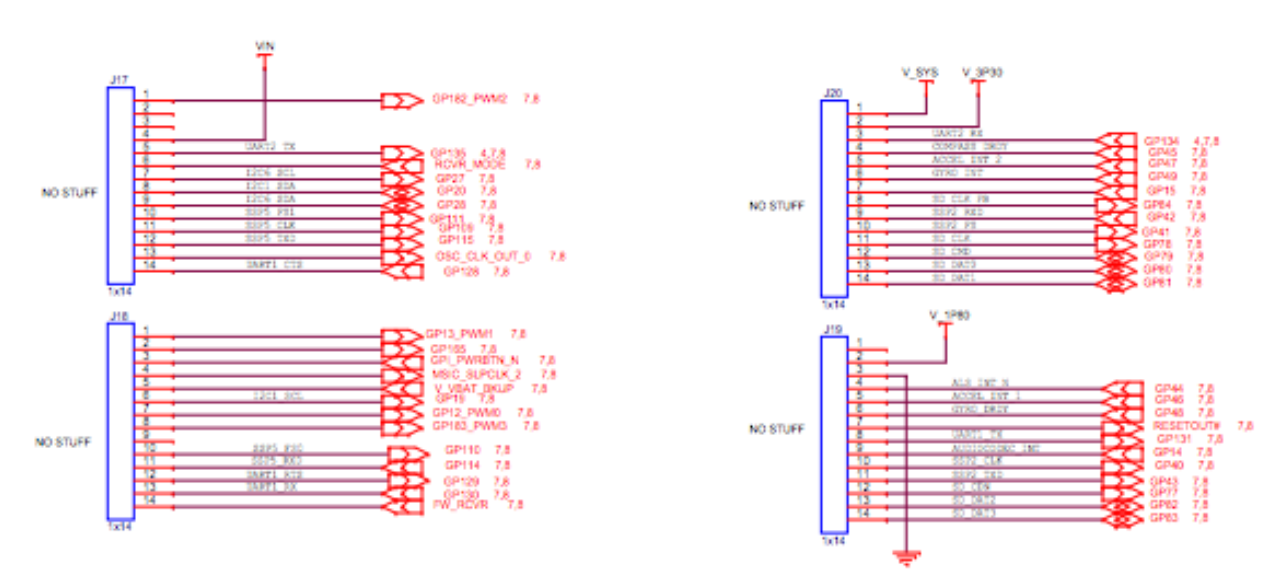 VIN
J17
1
GP182_PWM2 7,8
2
3
4
5 UART2 TX GP135 4,7,8
6 RCVR_MODE 7,8
7 I2C6 SCL GP27 7,8
8 I2C1 SDA GP20 7,8
9 I2C6 SDA GP28 7,8
10 SSP5 FS1 GP111 7,8
11 SSP5 CLK GP109 7,8
12 SSP5 TXD GP115 7,8
13 OSC_CLK_OUT_0 7,8
14 UART1 CTS GP128 7,8
NO STUFF
1x14
J18
1 GP13_PWM1 7,8
2 GP165 7,8
3 GPI_PWRBTN_N 7,8
4 MSIC_SLPCLK_2 7,8
5 V_VBAT_BKUP 7,8
6 I2C1 SCL GP19 7,8
7 GP12_PWM0 7,8
8 GP183_PWM3 7,8
9
10 SSP5 FS0 GP110 7,8
11 SSP5 RXD GP114 7,8
12 UART1 RTS GP129 7,8
13 UART1 RX GP130 7,8
14 FW_RCVR 7,8
NO STUFF
1x14
V_SYS V_3P30
J20
1
2
3 UART2 RX GP134 4,7,8
4 COMPASS DRDY GP45 7,8
5 ACCEL INT 2 GP47 7,8
6 GYRO INT GP49 7,8
7 GP15 7,8
8 SD CLK FB GP84 7,8
9 SSP2 RXD GP42 7,8
10 SSP2 FS GP41 7,8
11 SD CLK GP78 7,8
12 SD CMD GP79 7,8
13 SD DAT0 GP80 7,8
14 SD DAT1 GP81 7,8
NO STUFF
1x14
V_1P80
J19
1
2
3
4 ALS INT N GP44 7,8
5 ACCEL INT 1 GP46 7,8
6 GYRO DRDY GP48 7,8
7 RESETOUT# 7,8
8 UART1 TX GP131 7,8
9 AUDIOCODEC INT GP14 7,8
10 SSP2 CLK GP40 7,8
11 SSP2 TXD GP43 7,8
12 SD CDN GP77 7,8
13 SD DAT2 GP82 7,8
14 SD DAT3 GP83 7,8
NO STUFF
1x14